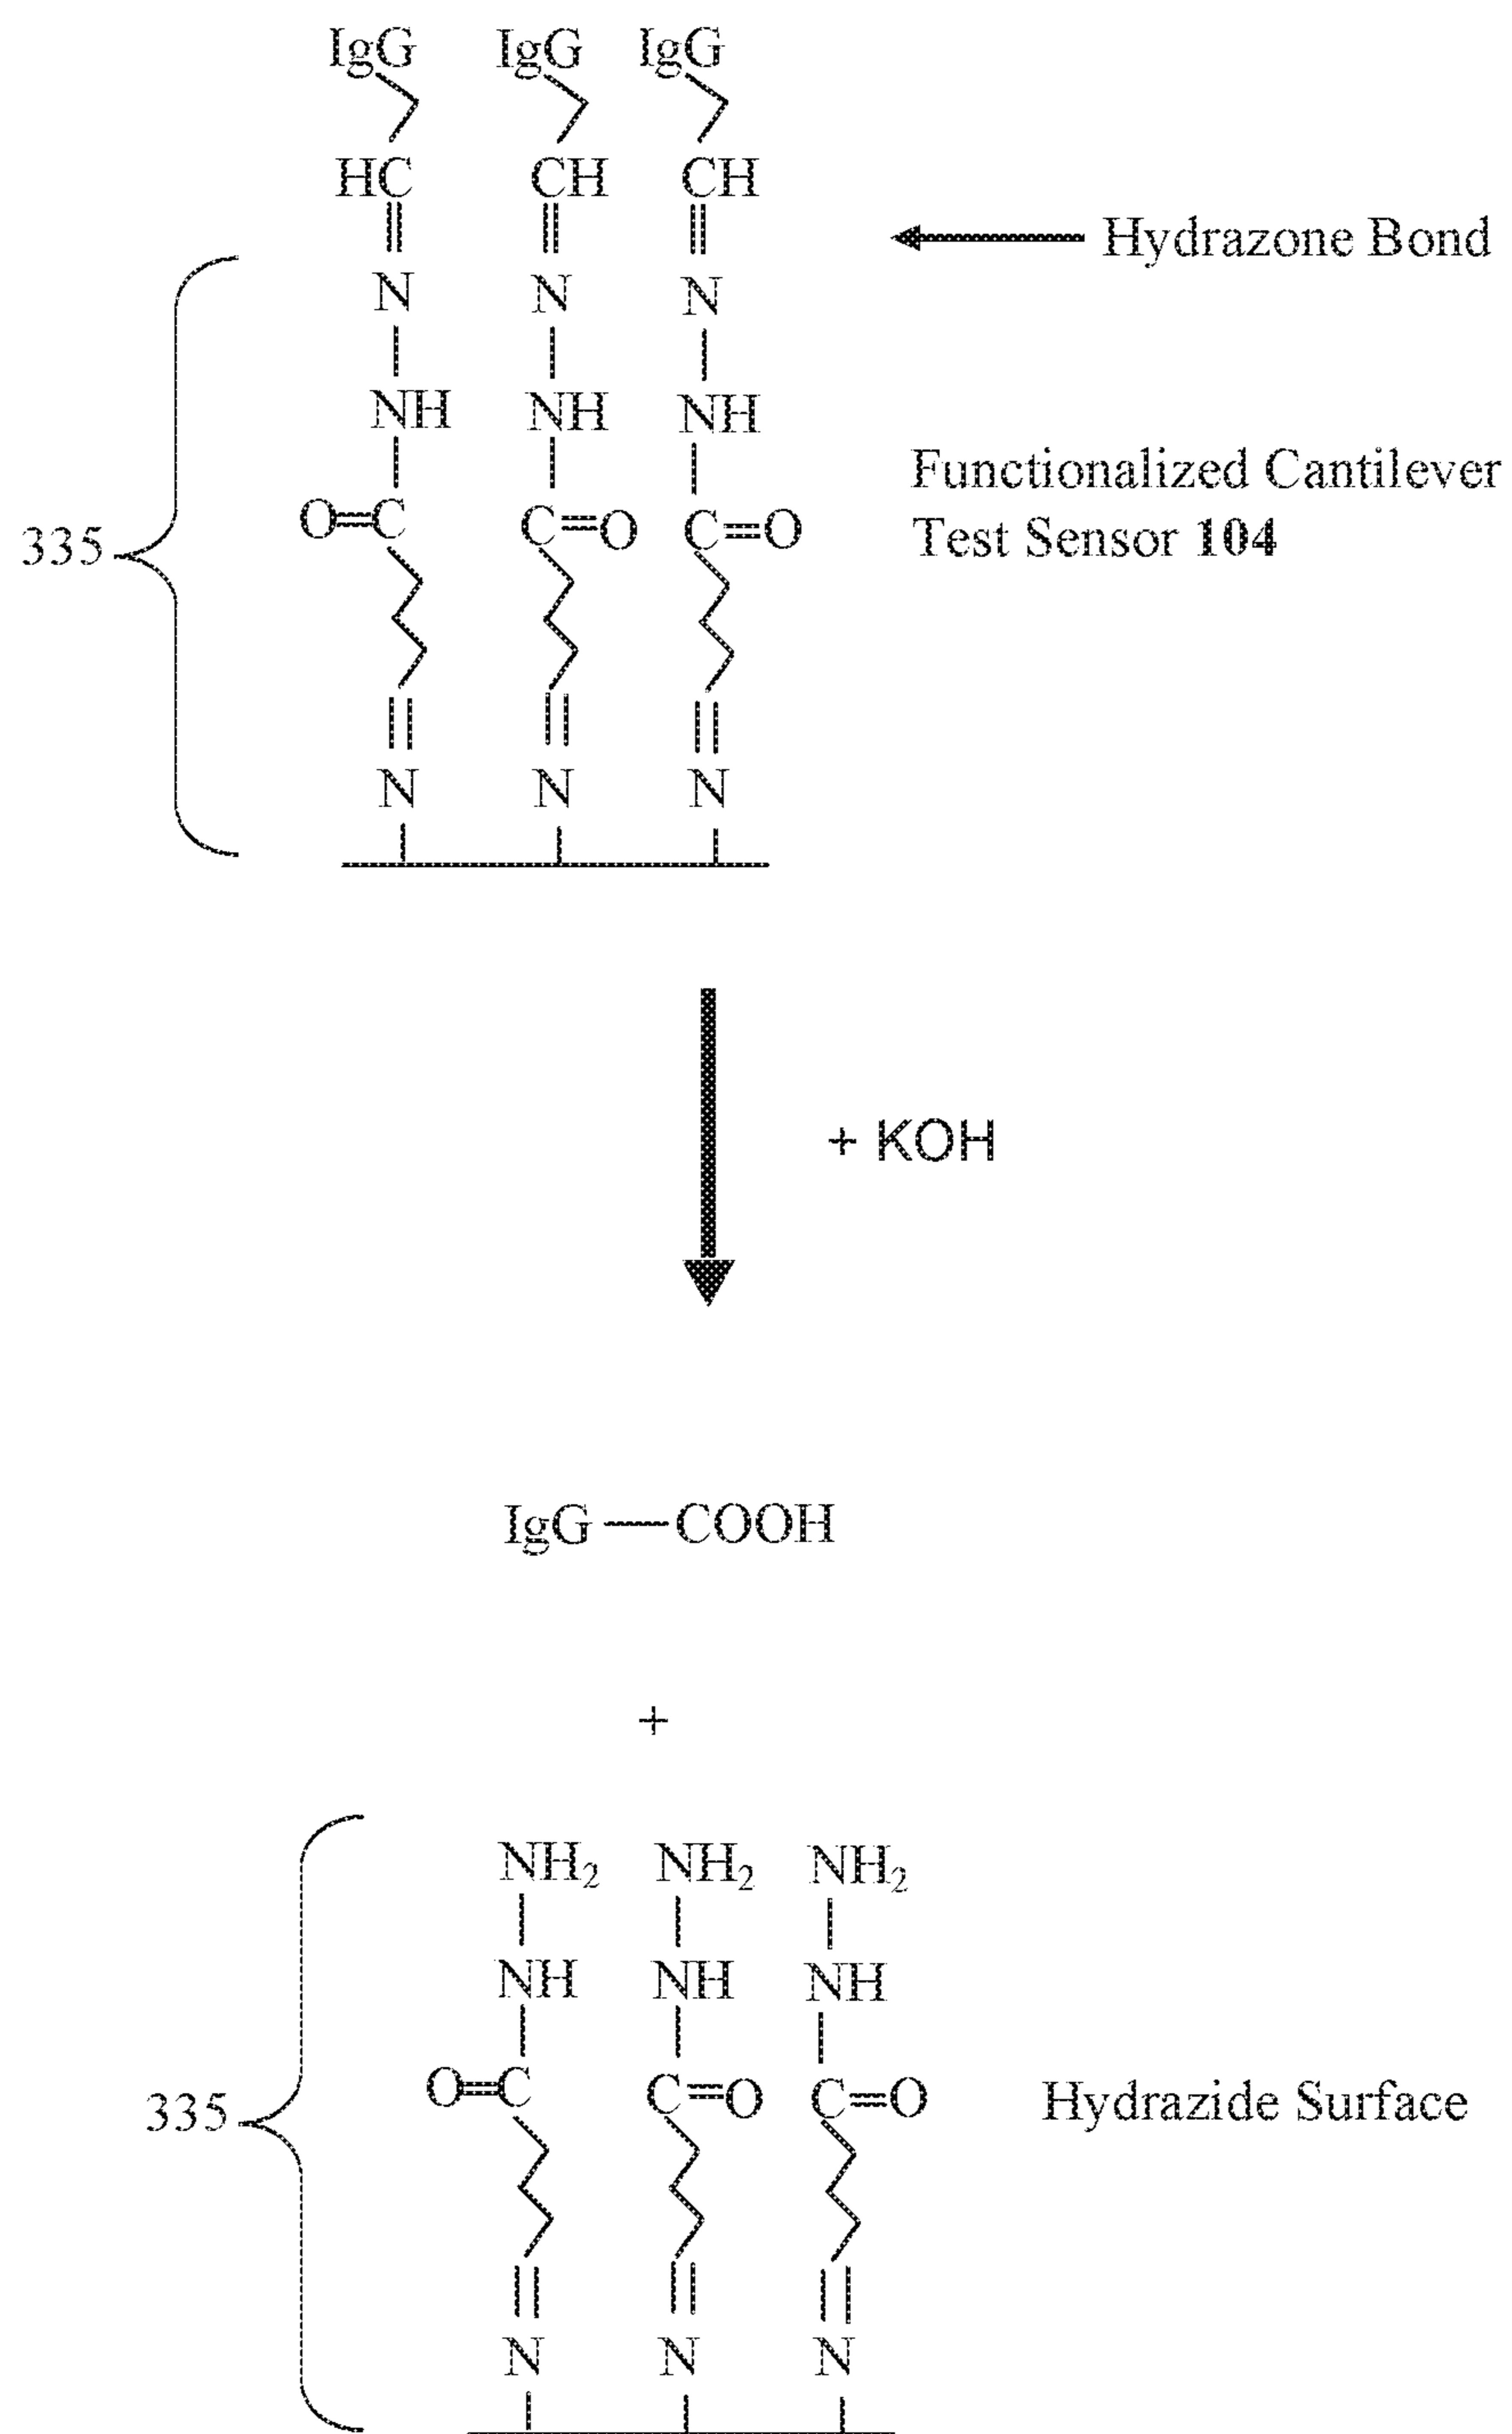 IgG IgG IgG
HC CH CH
Hydrazone Bond
N N N
NH NH NH
Functionalized Cantilever
O=C C=O C=O
Test Sensor 104
335
N N N
+ KOH
IgG — COOH
+
NH₂ NH₂ NH₂
NH NH NH
O=C C=O C=O
Hydrazide Surface
335
N N N